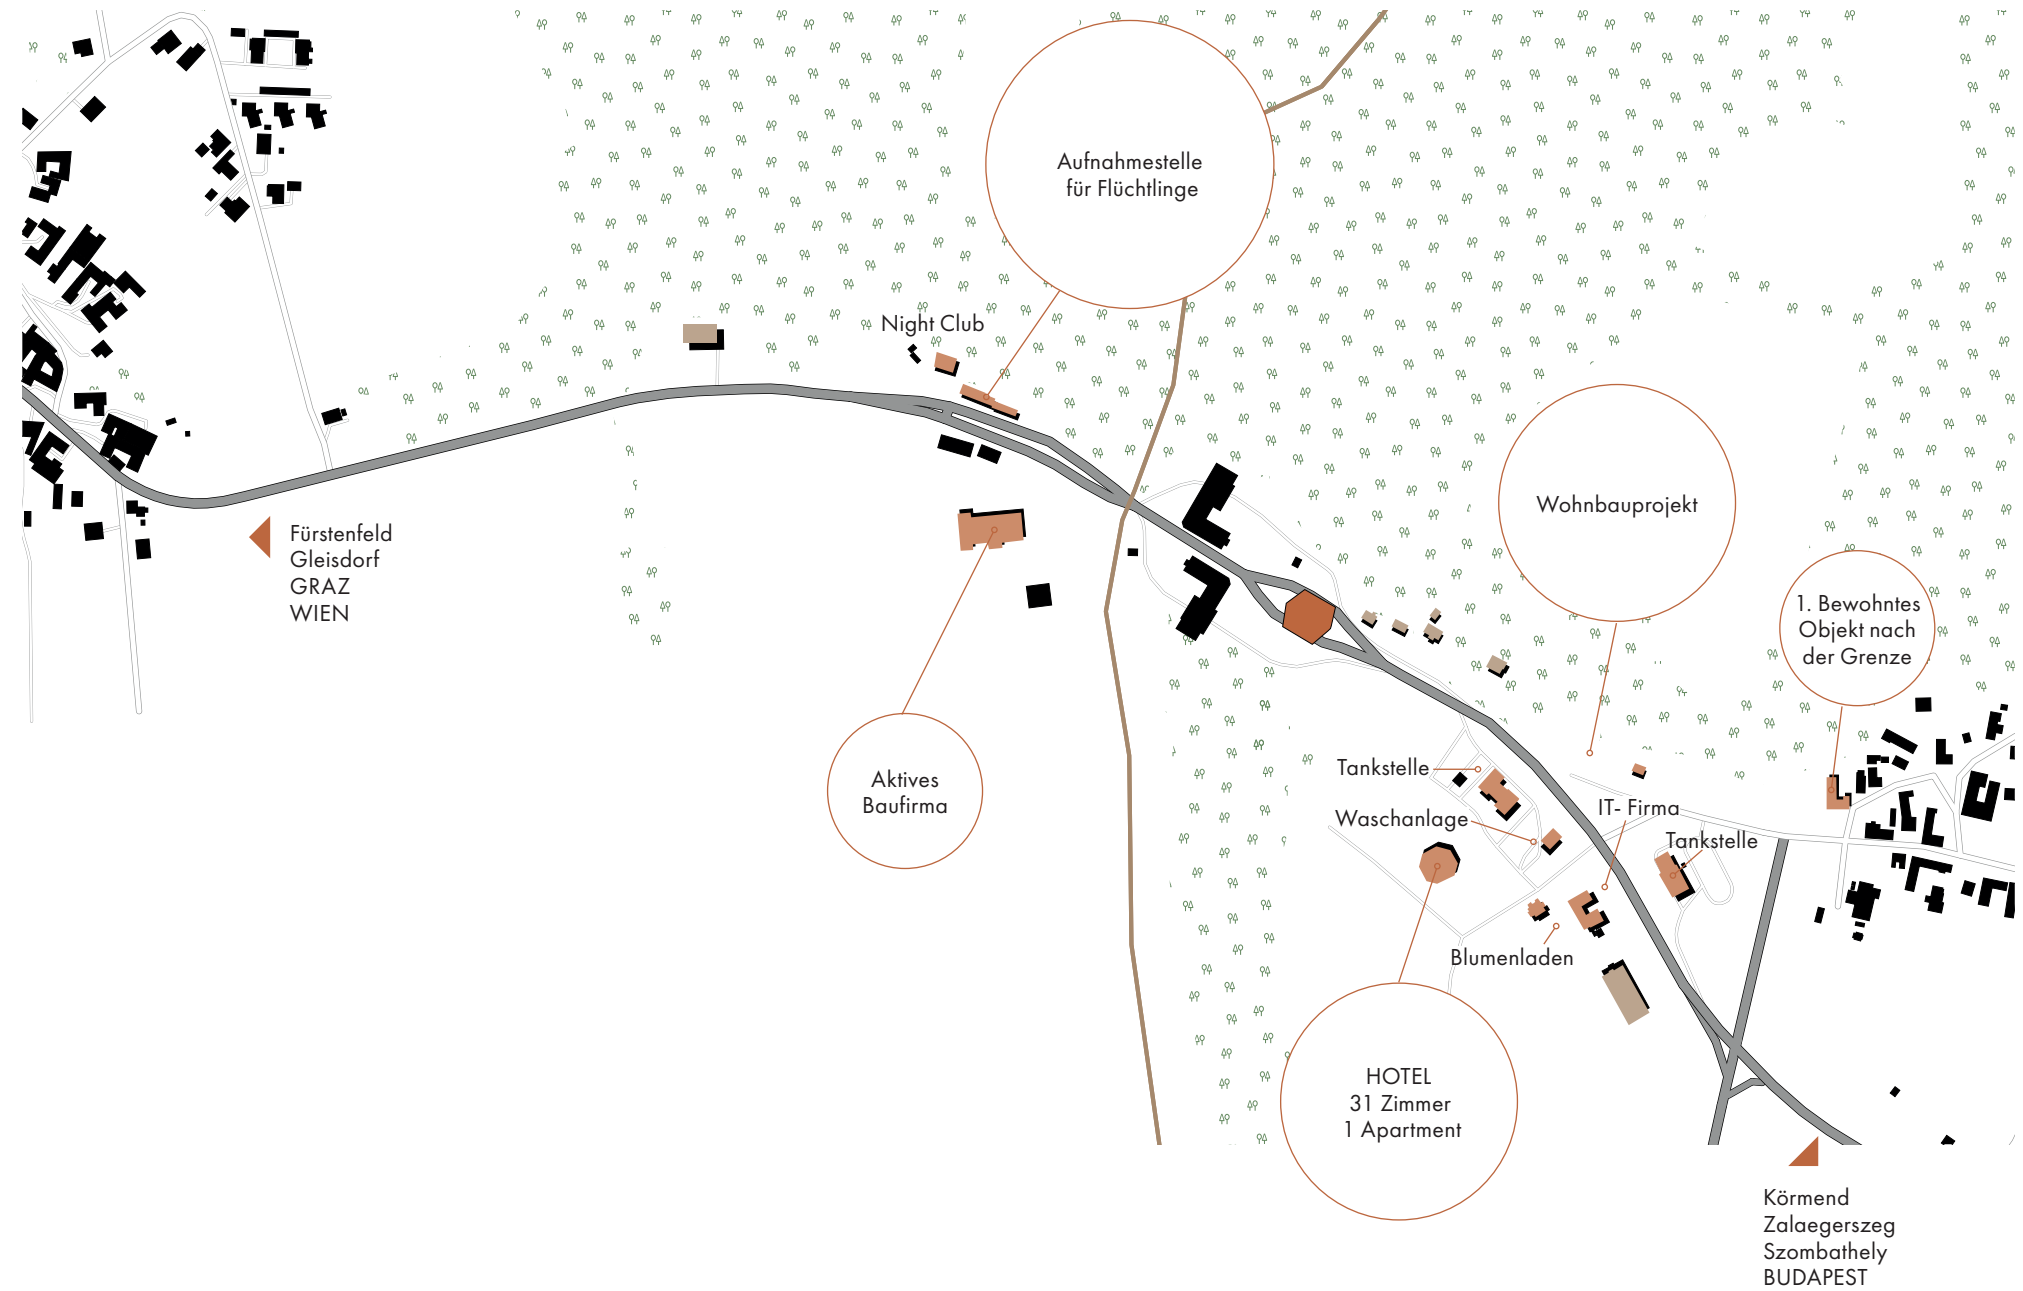 Aufnahmestelle
für Flüchtlinge
Night Club
Wohnbauprojekt
Fürstenfeld
Gleisdorf
GRAZ
WIEN
1. Bewohntes
Objekt nach
der Grenze
Aktives
Baufirma
Tankstelle
Waschanlage
IT- Firma
Tankstelle
Blumenladen
HOTEL
31 Zimmer
1 Apartment
Körmend
Zalaegerszeg
Szombathely
BUDAPEST